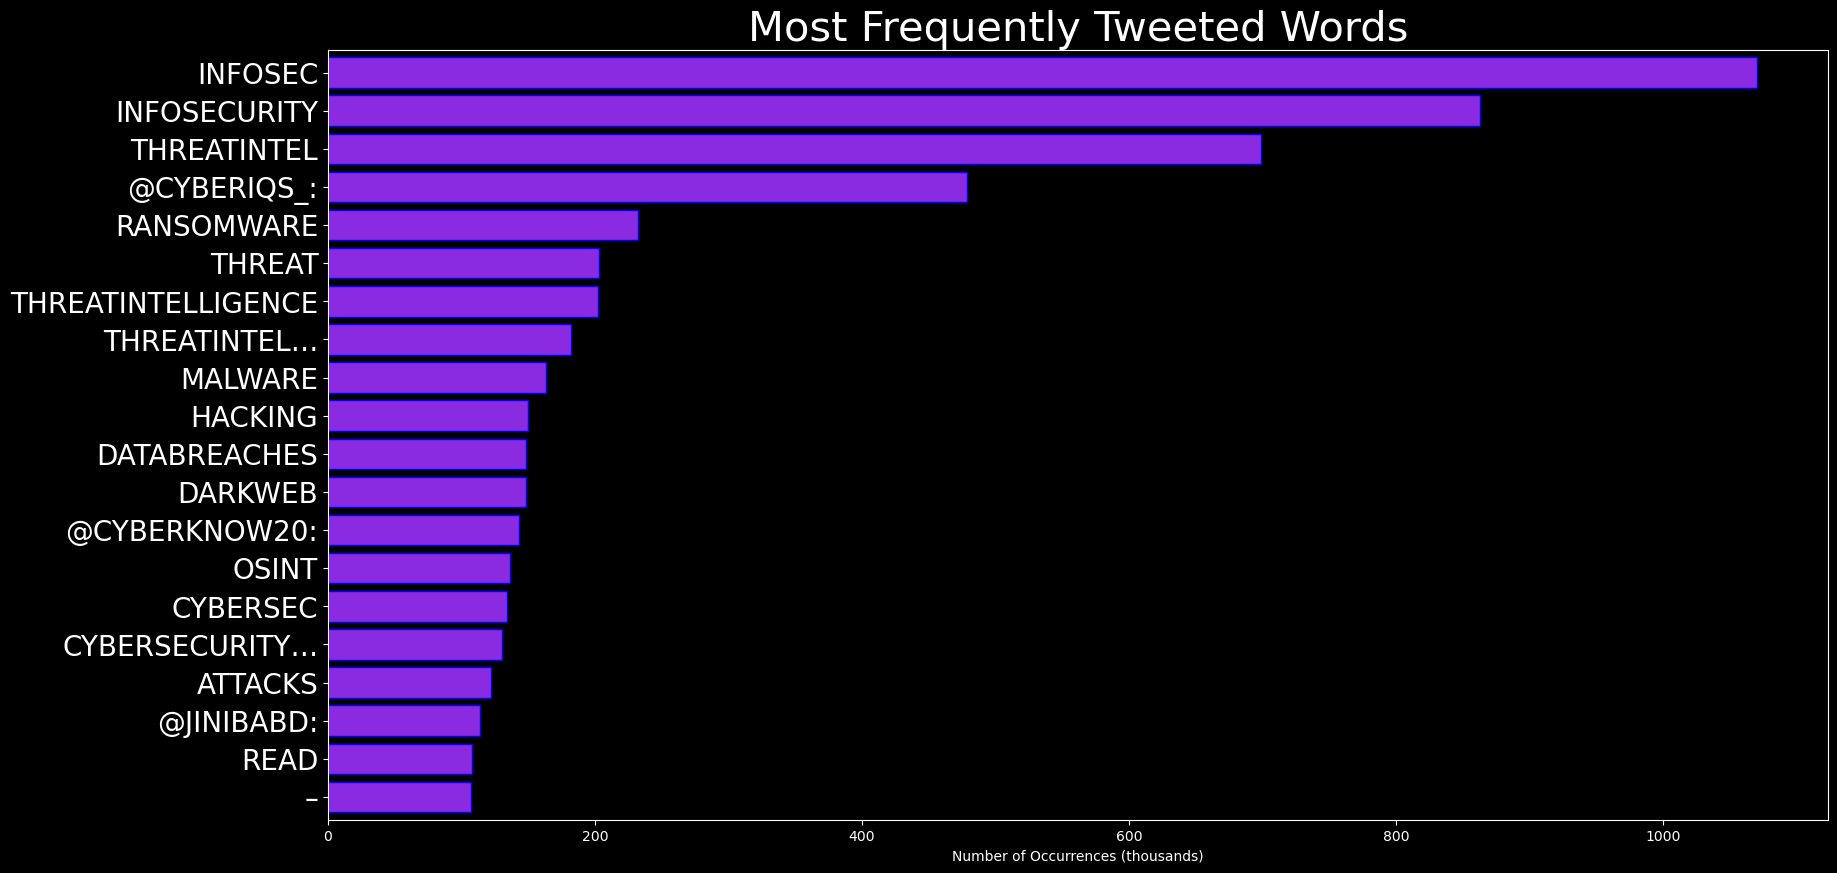 Most Frequently Tweeted Words
INFOSEC
INFOSECURITY
THREATINTEL
@CYBERIQS_:
RANSOMWARE
THREAT
THREATINTELLIGENCE
THREATINTEL…
MALWARE
HACKING
DATABREACHES
DARKWEB
@CYBERKNOW20:
OSINT
CYBERSEC
CYBERSECURITY…
ATTACKS
@JINIBABD:
READ
–
0 200 400 600 800 1000
Number of Occurrences (thousands)